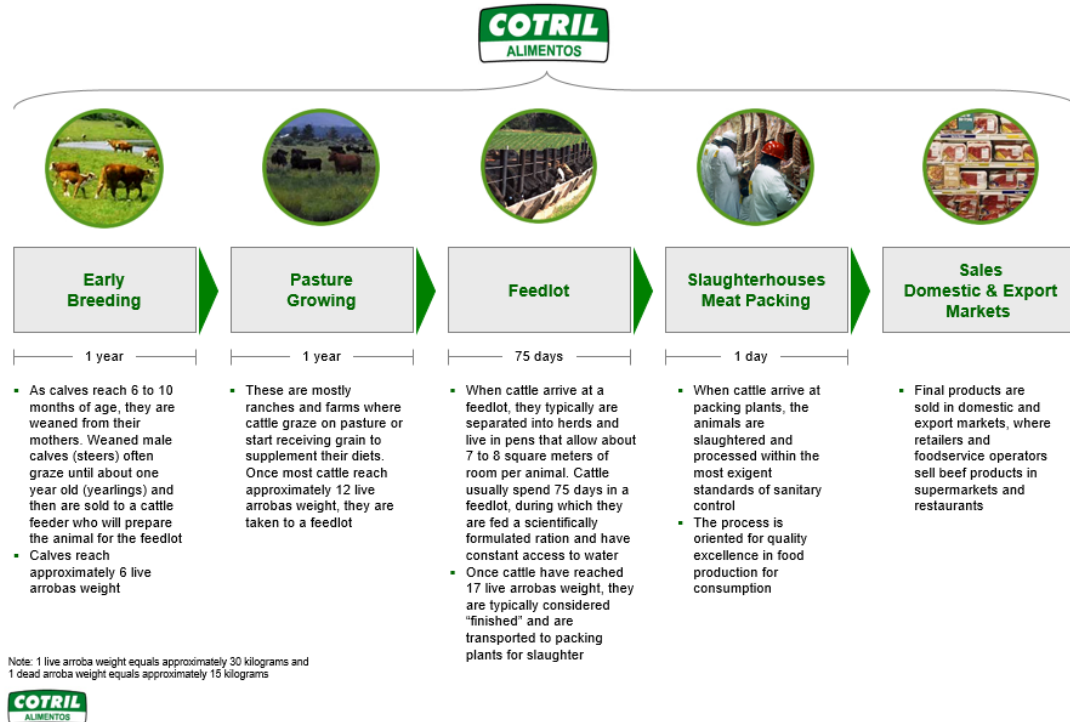 COTRIL
ALIMENTOS
Early
Breeding
Pasture
Growing
Feedlot
Slaughterhouses
Meat Packing
Sales
Domestic & Export
Markets
1 year
1 year
75 days
1 day
▪ As calves reach 6 to 10
months of age, they are
weaned from their
mothers. Weaned male
calves (steers) often
graze until about one
year old (yearlings) and
then are sold to a cattle
feeder who will prepare
the animal for the feedlot
▪ Calves reach
approximately 6 live
arrobas weight
▪ These are mostly
ranches and farms where
cattle graze on pasture or
start receiving grain to
supplement their diets.
Once most cattle reach
approximately 12 live
arrobas weight, they are
taken to a feedlot
▪ When cattle arrive at a
feedlot, they typically are
separated into herds and
live in pens that allow about
7 to 8 square meters of
room per animal. Cattle
usually spend 75 days in a
feedlot, during which they
are fed a scientifically
formulated ration and have
constant access to water
▪ Once cattle have reached
17 live arrobas weight, they
are typically considered
“finished” and are
transported to packing
plants for slaughter
▪ When cattle arrive at
packing plants, the
animals are
slaughtered and
processed within the
most exigent
standards of sanitary
control
▪ The process is
oriented for quality
excellence in food
production for
consumption
▪ Final products are
sold in domestic and
export markets, where
retailers and
foodservice operators
sell beef products in
supermarkets and
restaurants
Note: 1 live arroba weight equals approximately 30 kilograms and
1 dead arroba weight equals approximately 15 kilograms
COTRIL
ALIMENTOS